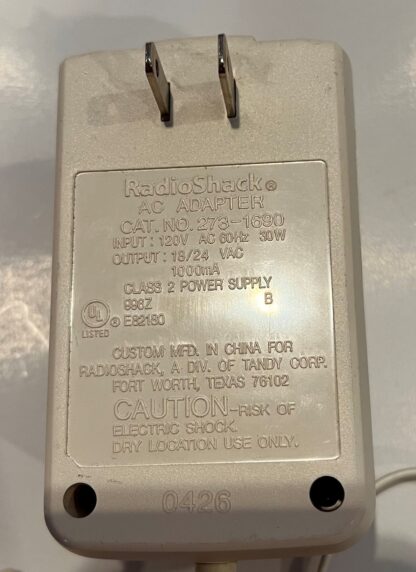 RadioShack®
AC ADAPTER
CAT. NO. 273-1690
INPUT : 120V AC 60Hz 30W
OUTPUT : 18/24 VAC
1000mA
CLASS 2 POWER SUPPLY
998Z B
UL ® E82180
LISTED
CUSTOM MFD. IN CHINA FOR
RADIOSHACK, A DIV. OF TANDY CORP.
FORT WORTH, TEXAS 76102
CAUTION-RISK OF
ELECTRIC SHOCK.
DRY LOCATION USE ONLY.
0426